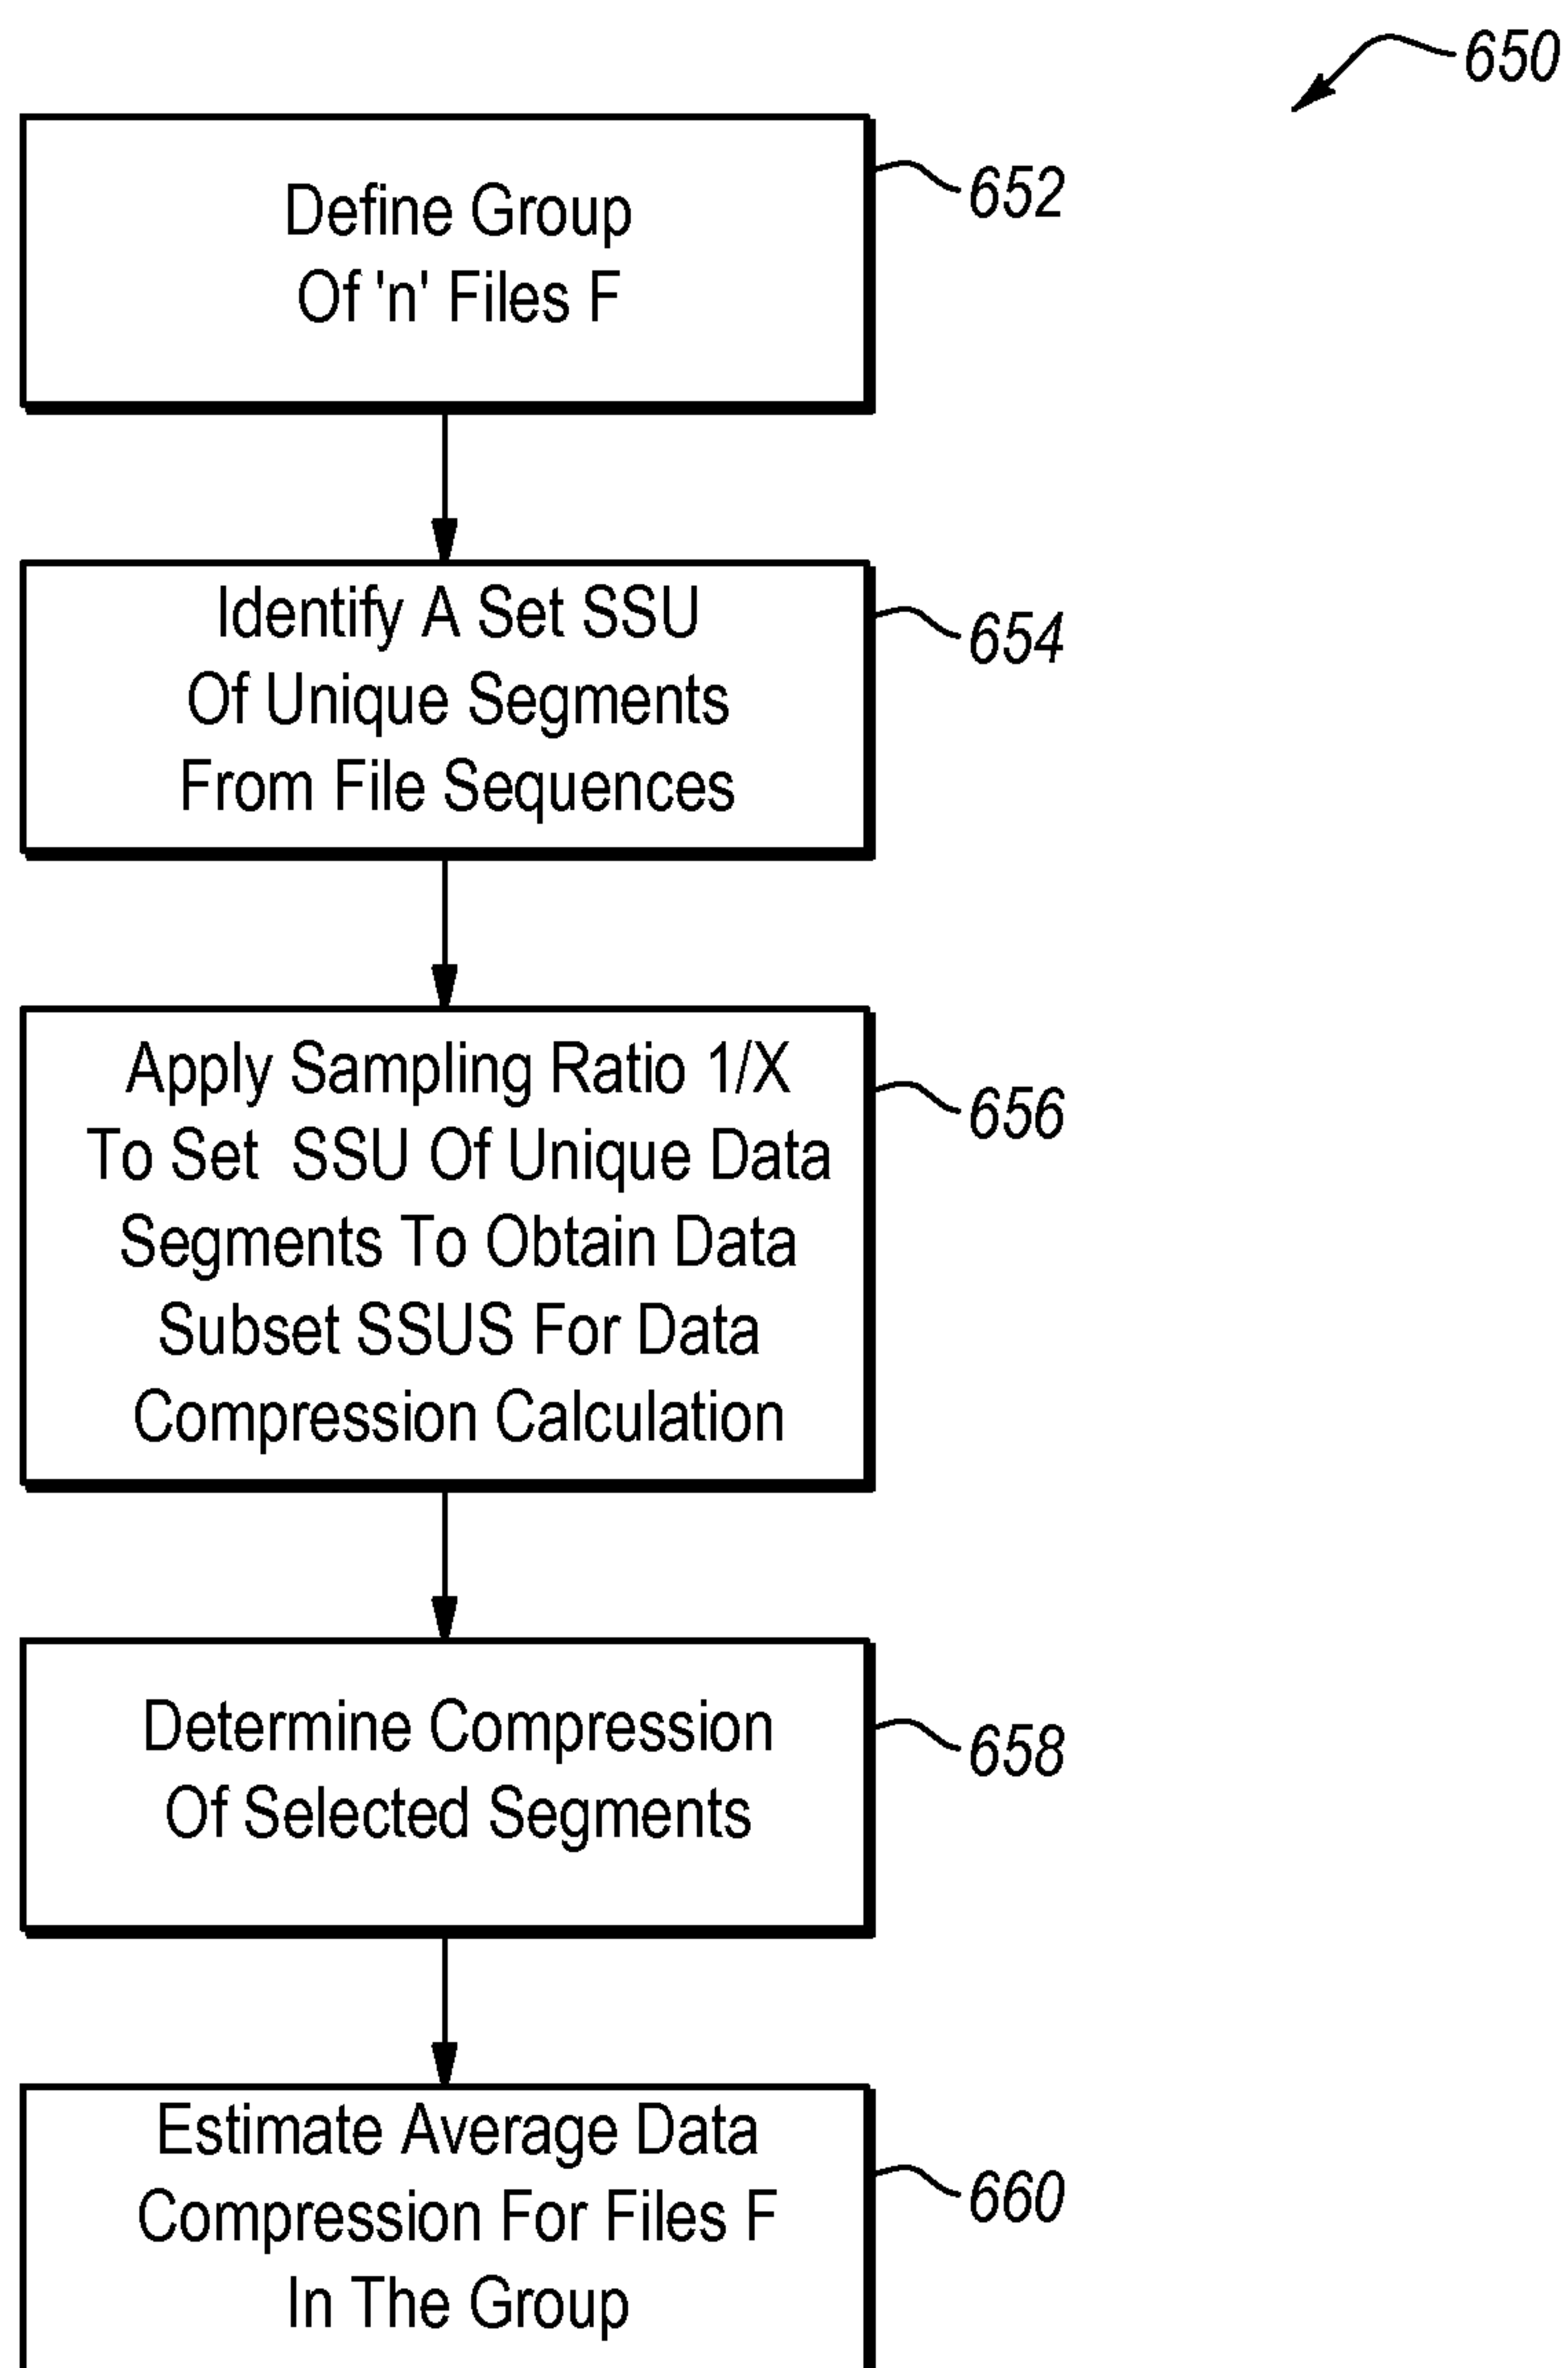 650
Define Group
Of 'n' Files F
652
Identify A Set SSU
Of Unique Segments
From File Sequences
654
Apply Sampling Ratio 1/X
To Set SSU Of Unique Data
Segments To Obtain Data
Subset SSUS For Data
Compression Calculation
656
Determine Compression
Of Selected Segments
658
Estimate Average Data
Compression For Files F
In The Group
660